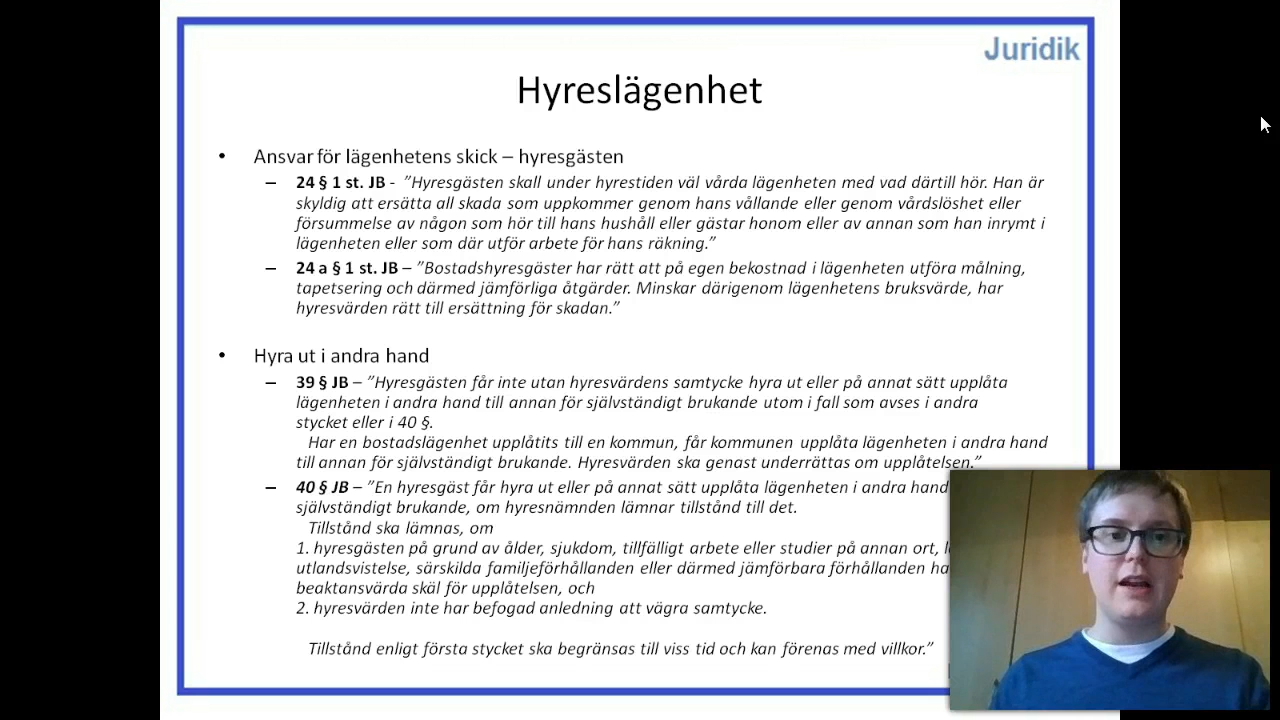 Juridik
Hyreslägenhet
• Ansvar för lägenhetens skick – hyresgästen
– 24 § 1 st. JB - ”Hyresgästen skall under hyrestiden väl vårda lägenheten med vad därtill hör. Han är
skyldig att ersätta all skada som uppkommer genom hans vållande eller genom vårdslöshet eller
försummelse av någon som hör till hans hushåll eller gästar honom eller av annan som han inrymt i
lägenheten eller som där utför arbete för hans räkning.”
– 24 a § 1 st. JB – ”Bostadshyresgäster har rätt att på egen bekostnad i lägenheten utföra målning,
tapetsering och därmed jämförliga åtgärder. Minskar därigenom lägenhetens bruksvärde, har
hyresvärden rätt till ersättning för skadan.”
• Hyra ut i andra hand
– 39 § JB – ”Hyresgästen får inte utan hyresvärdens samtycke hyra ut eller på annat sätt upplåta
lägenheten i andra hand till annan för självständigt brukande utom i fall som avses i andra
stycket eller i 40 §.
Har en bostadslägenhet upplåtits till en kommun, får kommunen upplåta lägenheten i andra hand
till annan för självständigt brukande. Hyresvärden ska genast underrättas om upplåtelsen.”
– 40 § JB – ”En hyresgäst får hyra ut eller på annat sätt upplåta lägenheten i andra hand
självständigt brukande, om hyresnämnden lämnar tillstånd till det.
Tillstånd ska lämnas, om
1. hyresgästen på grund av ålder, sjukdom, tillfälligt arbete eller studier på annan ort,
utlandsvistelse, särskilda familjeförhållanden eller därmed jämförbara förhållanden
beaktansvärda skäl för upplåtelsen, och
2. hyresvärden inte har befogad anledning att vägra samtycke.
Tillstånd enligt första stycket ska begränsas till viss tid och kan förenas med villkor.”